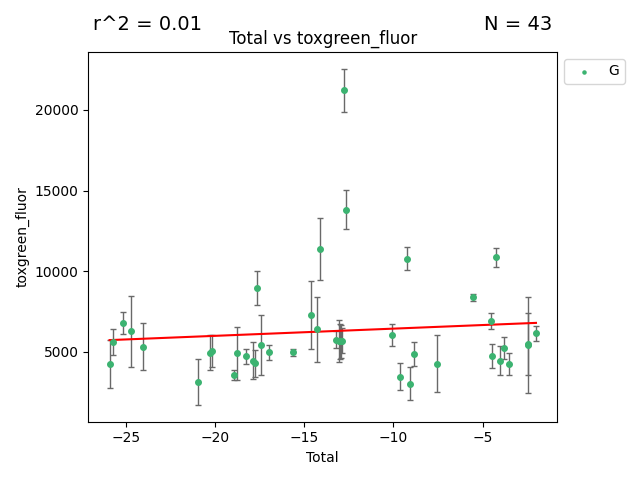 r^2 = 0.01
N = 43
Total vs toxgreen_fluor
G
20000
15000
10000
5000
toxgreen_fluor
−25
−20
−15
−10
−5
Total